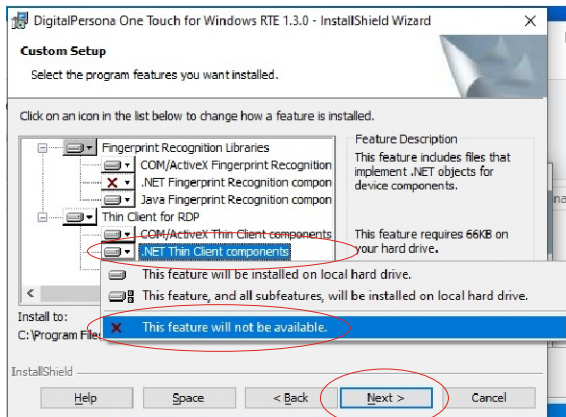 DigitalPersona One Touch for Windows RTE 1.3.0 - InstallShield Wizard
Custom Setup
Select the program features you want installed.
Click on an icon in the list below to change how a feature is installed.
Fingerprint Recognition Libraries
COM/ActiveX Fingerprint Recognition
.NET Fingerprint Recognition compon
Java Fingerprint Recognition compon
Thin Client for RDP
COM/ActiveX Thin Client components
.NET Thin Client components
Feature Description
This feature includes files that
implement .NET objects for
device components.
This feature requires 66KB on
your hard drive.
This feature will be installed on local hard drive.
This feature, and all subfeatures, will be installed on local hard drive.
This feature will not be available.
Install to:
C:\Program File
InstallShield
Help
Space
< Back
Next >
Cancel